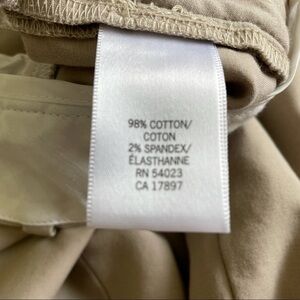 98% COTTON/
COTON
2% SPANDEX/
ÉLASTHANNE
RN 54023
CA 17897